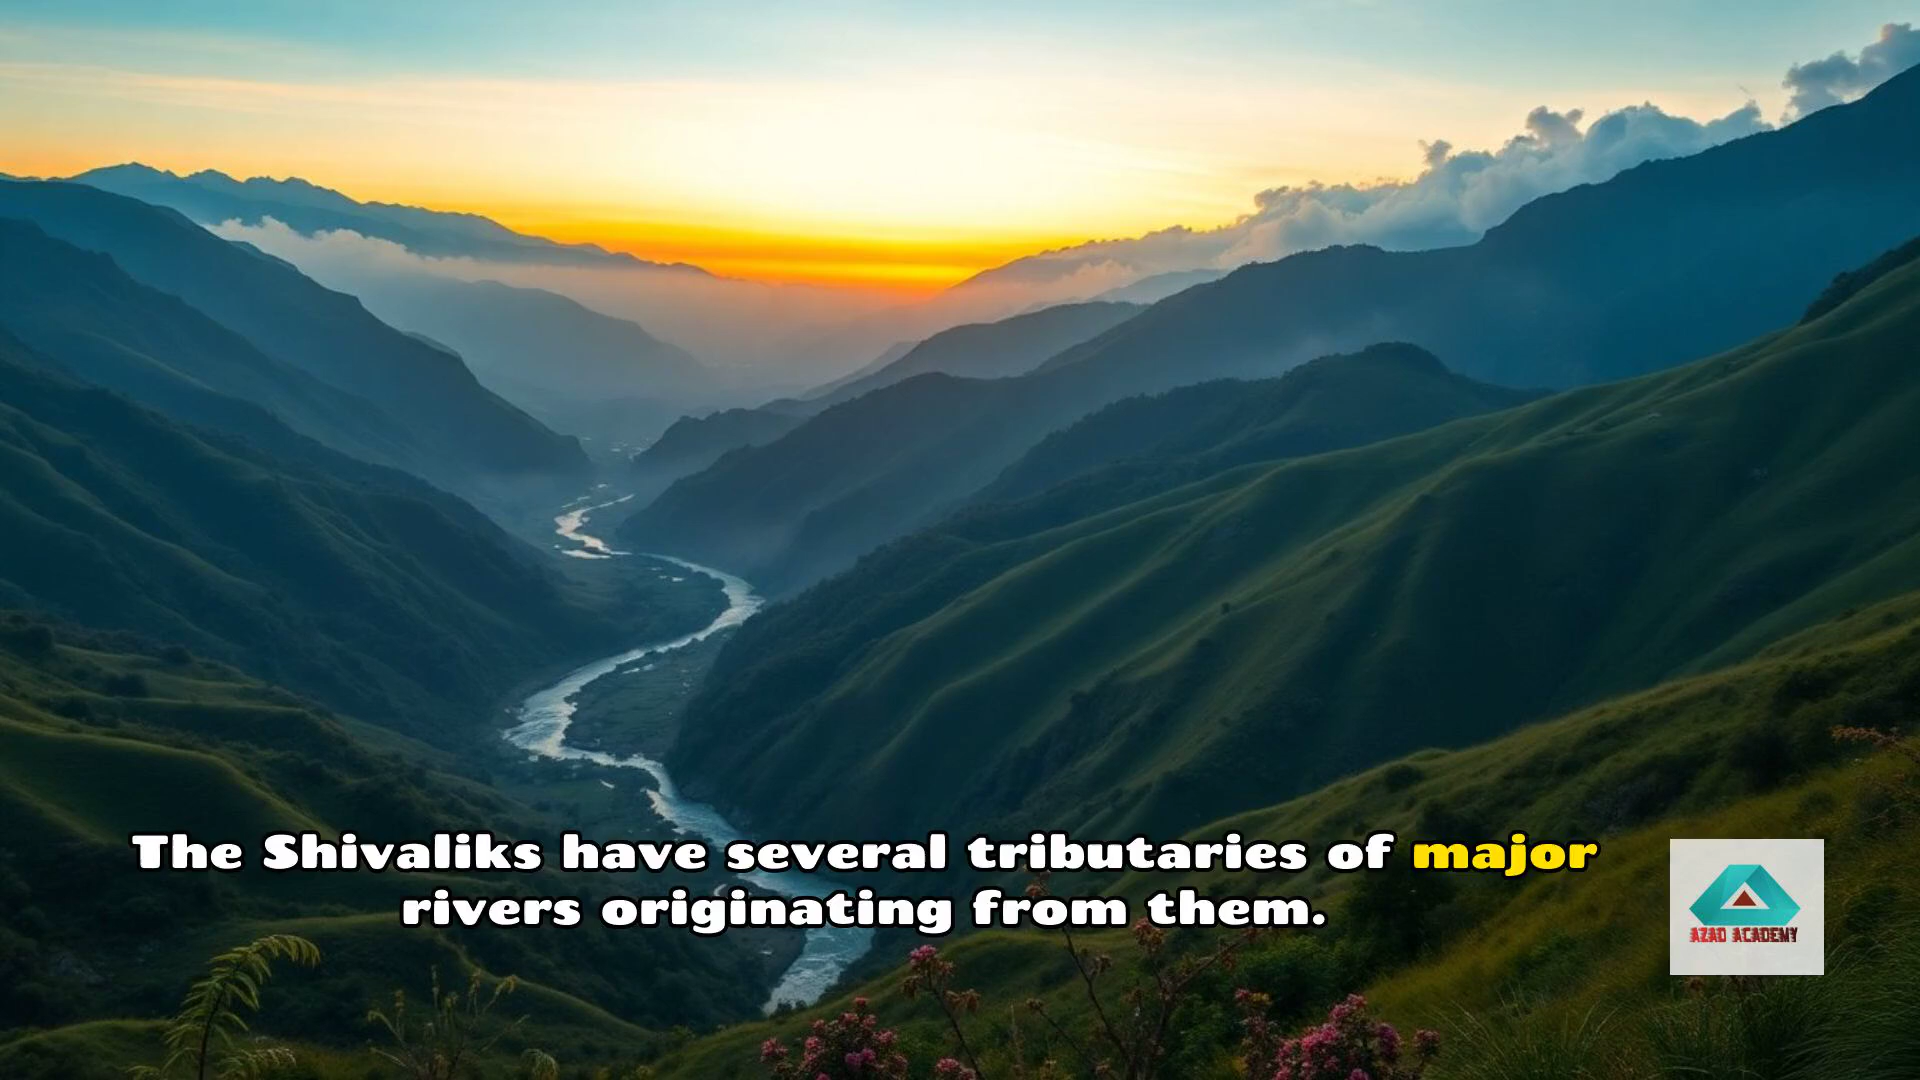 The Shivaliks have several tributaries of major
rivers originating from them.
AZAD ACADEMY